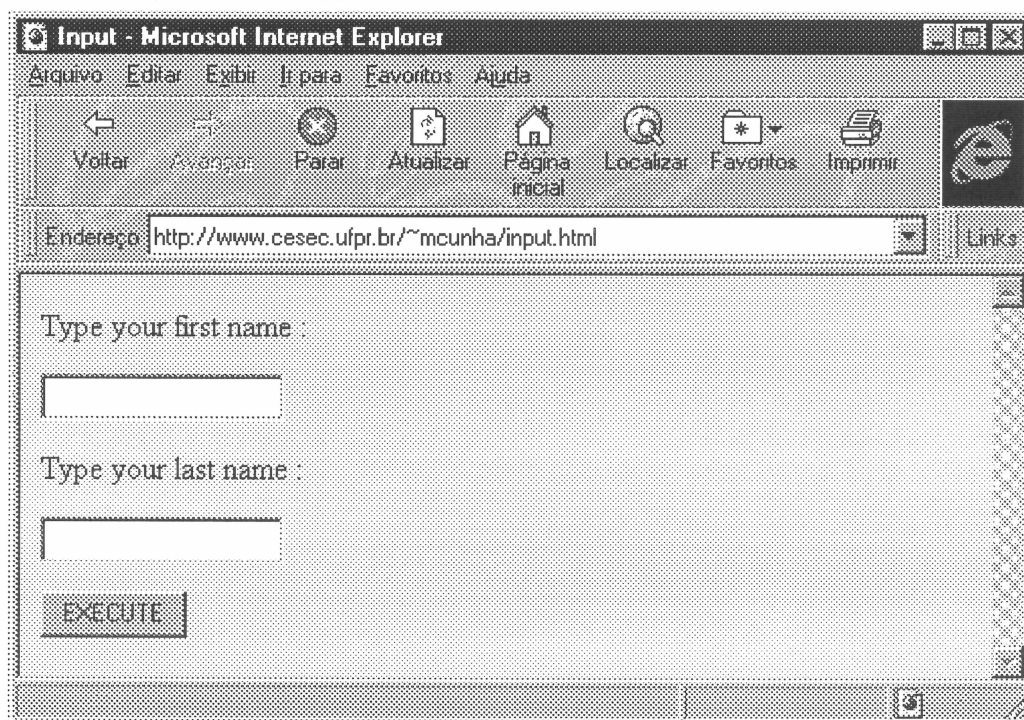 Input - Microsoft Internet Explorer
Arquivo Editar Exibir Ir para Favoritos Ajuda
Voltar Avançar Parar Atualizar Página inicial Localizar Favoritos Imprimir
Endereço http://www.cesec.ufpr.br/~mcunha/input.html Links
Type your first name :
Type your last name :
EXECUTE